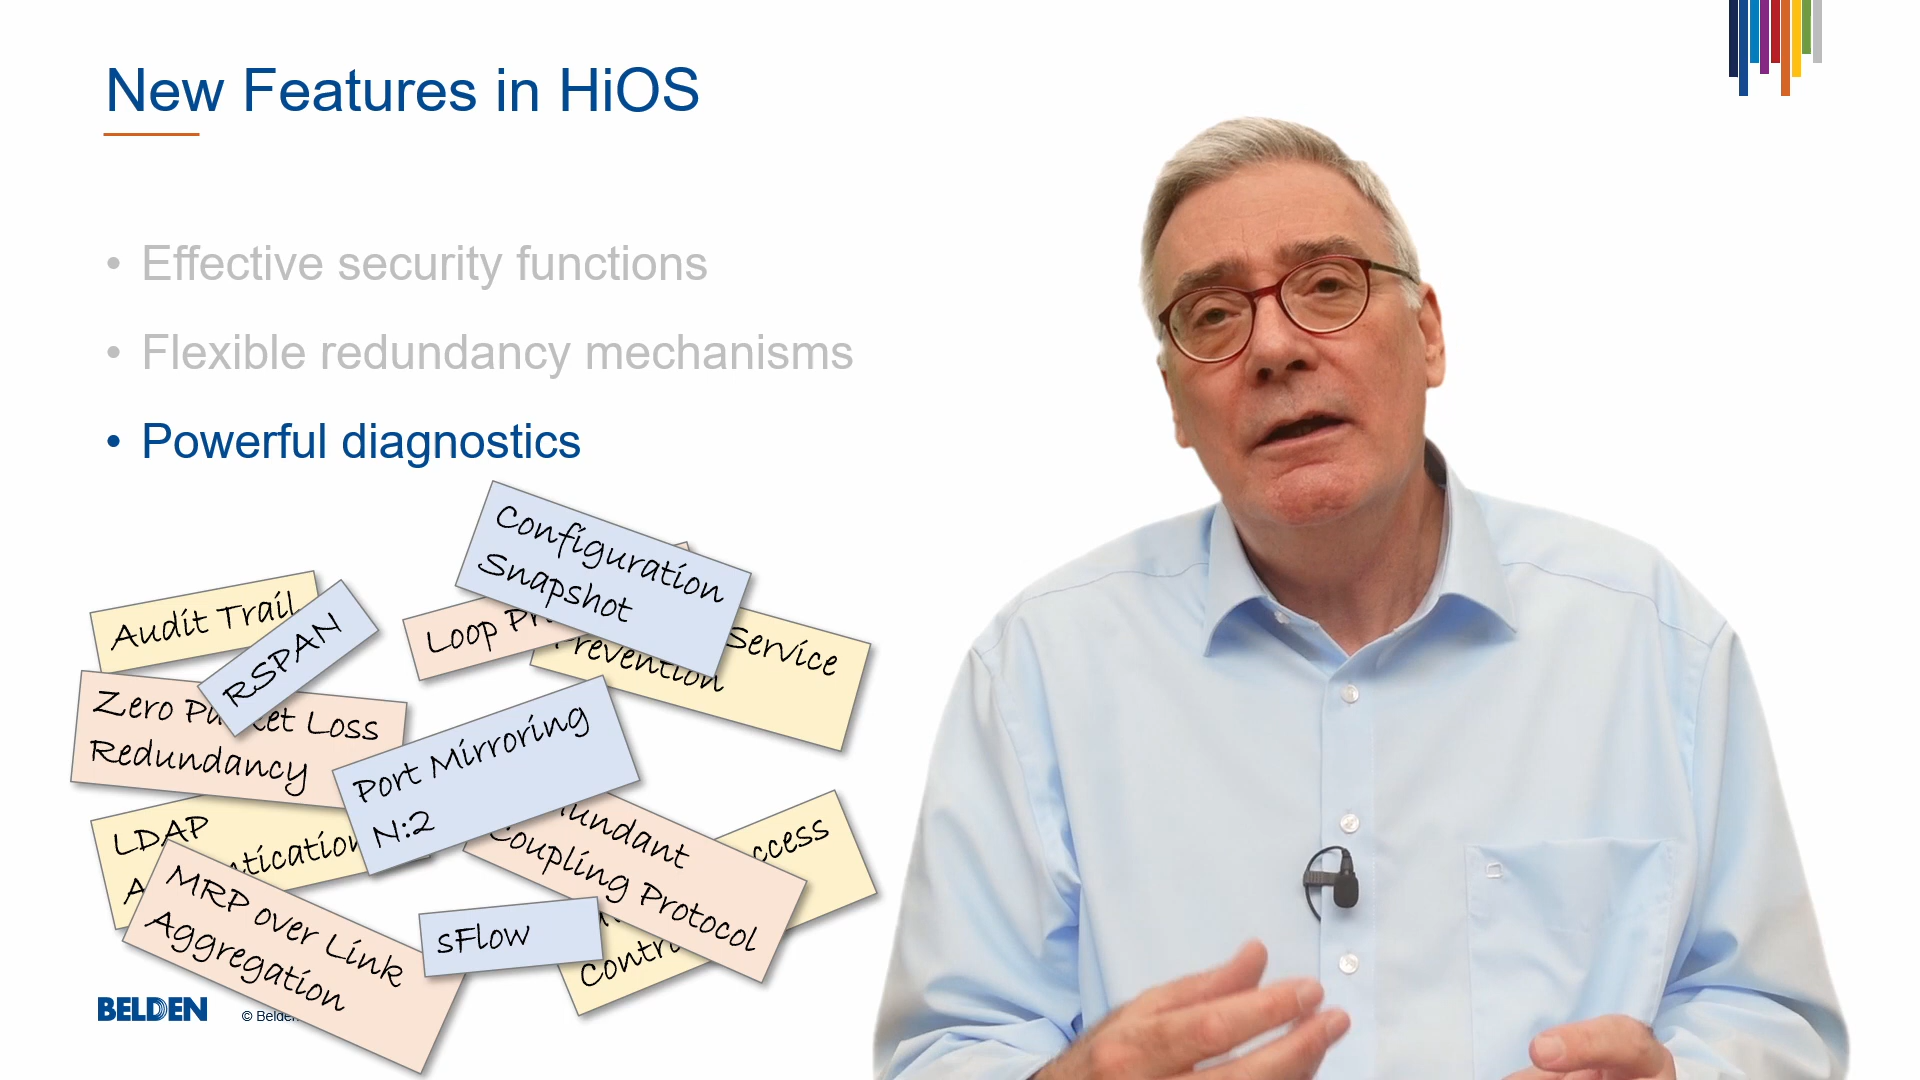 New Features in HiOS
• Effective security functions
• Flexible redundancy mechanisms
• Powerful diagnostics
Configuration
Snapshot
Audit Trail
RSPAN
Loop
Service
Zero
Loss
Redundancy
Port Mirroring
N:2
LDAP
Coupling Protocol
MRP over Link
Aggregation
sFlow
BELDEN
©